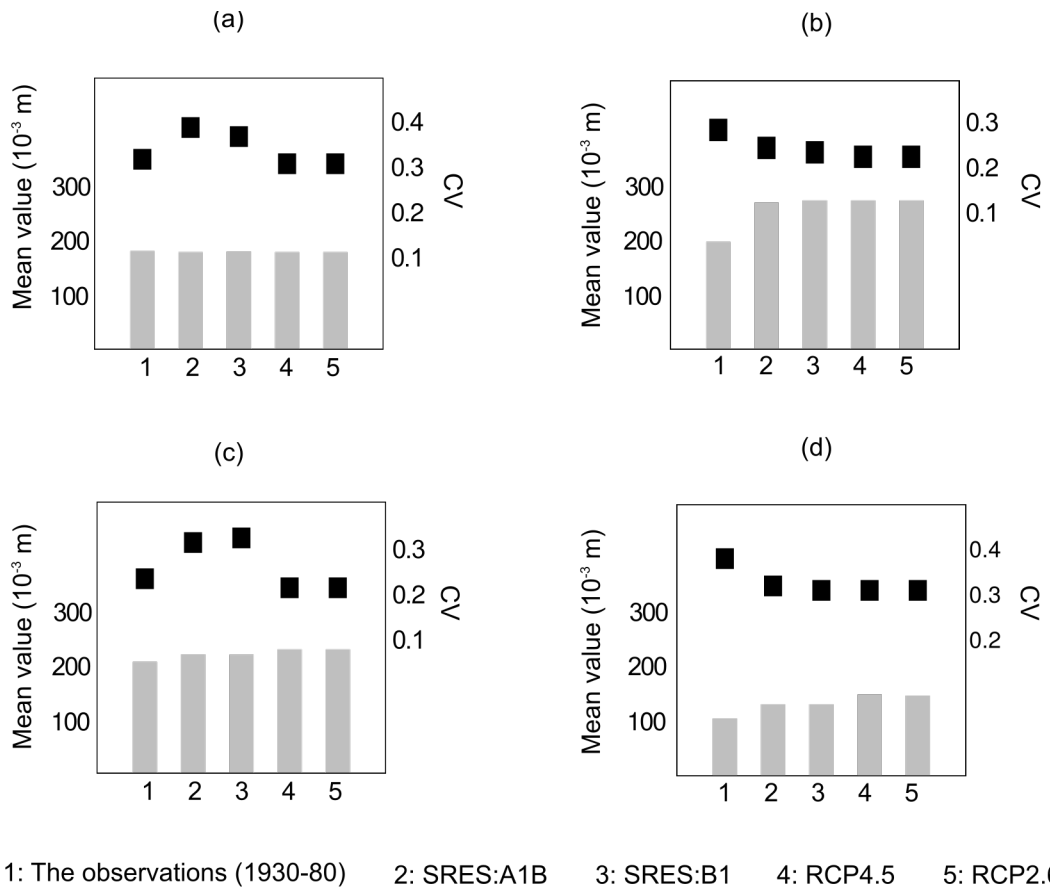 (a)
Mean value (10⁻³ m)
300
200
100
0.4
0.3
0.2
0.1
CV
1 2 3 4 5
(b)
Mean value (10⁻³ m)
300
200
100
0.3
0.2
0.1
CV
1 2 3 4 5
(c)
Mean value (10⁻³ m)
300
200
100
0.3
0.2
0.1
CV
1 2 3 4 5
(d)
Mean value (10⁻³ m)
300
200
100
0.4
0.3
0.2
CV
1 2 3 4 5
1: The observations (1930-80) 2: SRES:A1B 3: SRES:B1 4: RCP4.5 5: RCP2.